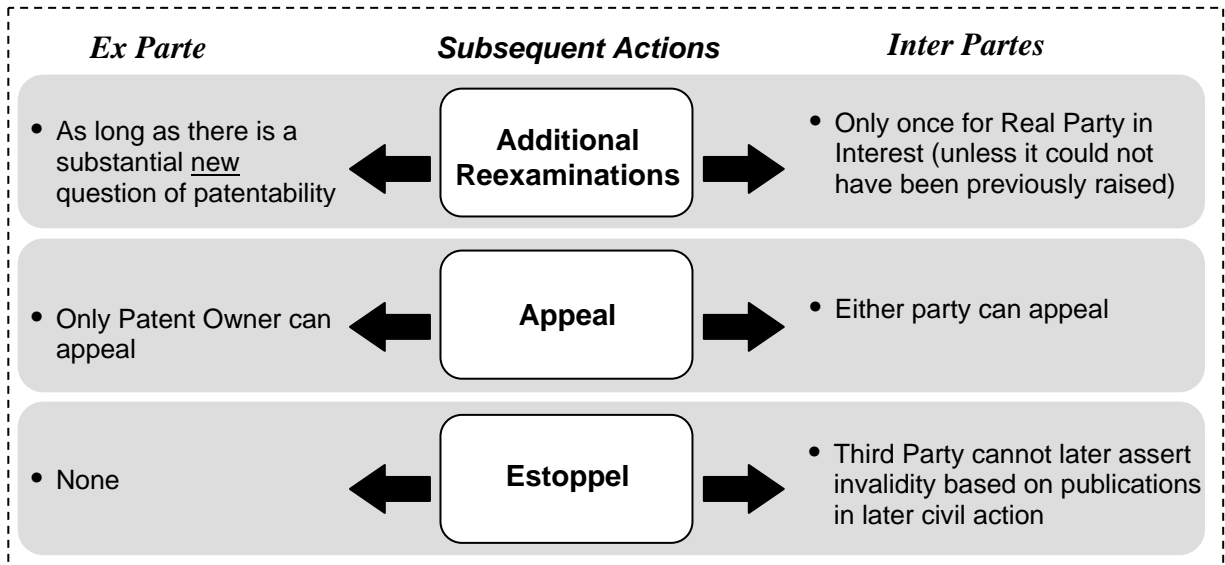 Ex Parte
Subsequent Actions
Inter Partes
• As long as there is a
substantial new
question of patentability
Additional
Reexaminations
• Only once for Real Party in
Interest (unless it could not
have been previously raised)
• Only Patent Owner can
appeal
Appeal
• Either party can appeal
• None
Estoppel
• Third Party cannot later assert
invalidity based on publications
in later civil action